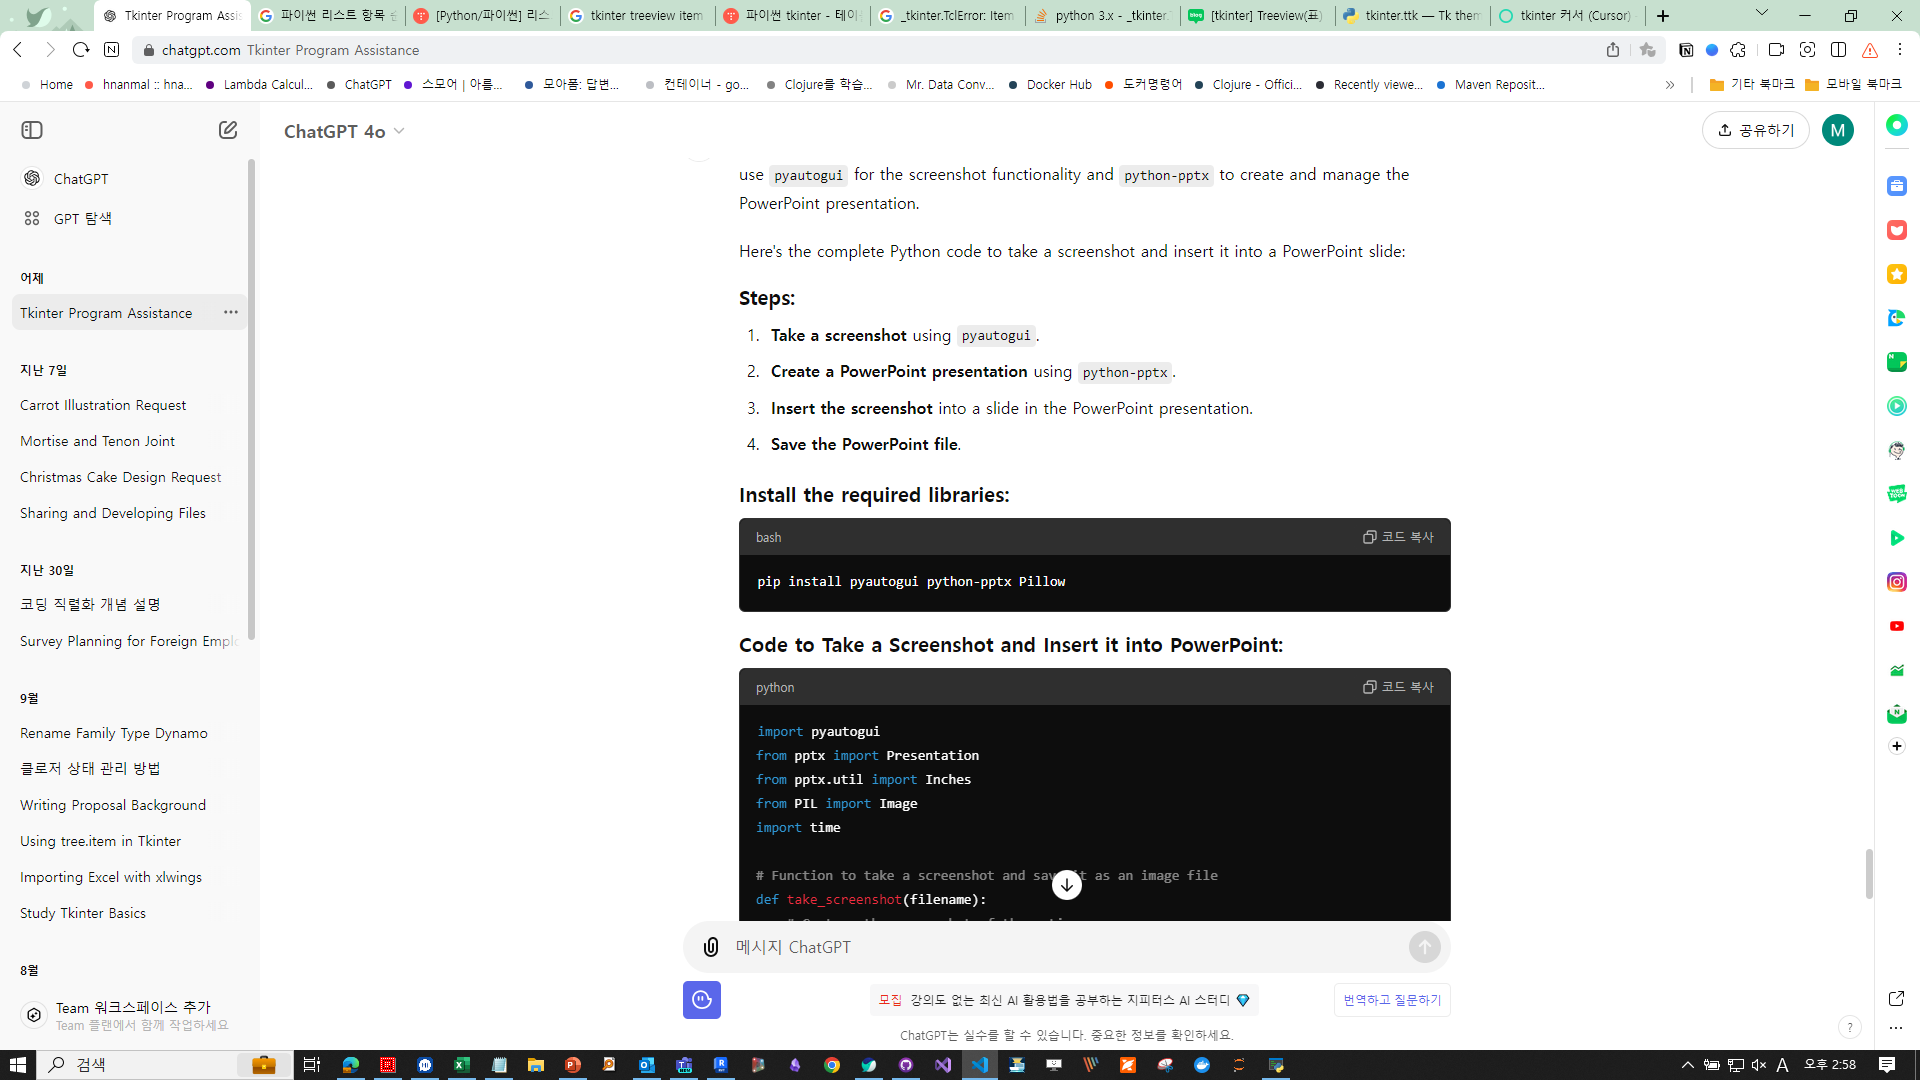 Tkinter Program Assis
파이썬 리스트 항목 순
[Python/파이썬] 리스
tkinter treeview item
파이썬 tkinter - 테이
_tkinter.TclError: Item
python 3.x - _tkinter.T
[tkinter] Treeview(표)
tkinter.ttk — Tk them
tkinter 커서 (Cursor)
chatgpt.com Tkinter Program Assistance
Home
hnanmal :: hna...
Lambda Calcul...
ChatGPT
스모어 | 아름...
모아폼: 답변...
컨테이너 - go...
Clojure를 학습...
Mr. Data Conv...
Docker Hub
도커명령어
Clojure - Offici...
Recently viewe...
Maven Reposit...
»
기타 북마크
모바일 북마크
ChatGPT
GPT 탐색
어제
Tkinter Program Assistance
지난 7일
Carrot Illustration Request
Mortise and Tenon Joint
Christmas Cake Design Request
Sharing and Developing Files
지난 30일
코딩 직렬화 개념 설명
Survey Planning for Foreign Emplo
9월
Rename Family Type Dynamo
클로저 상태 관리 방법
Writing Proposal Background
Using tree.item in Tkinter
Importing Excel with xlwings
Study Tkinter Basics
8월
Team 워크스페이스 추가
Team 플랜에서 함께 작업하세요
ChatGPT 4o
공유하기
M
use pyautogui for the screenshot functionality and python-pptx to create and manage the
PowerPoint presentation.
Here's the complete Python code to take a screenshot and insert it into a PowerPoint slide:
Steps:
1. Take a screenshot using pyautogui.
2. Create a PowerPoint presentation using python-pptx.
3. Insert the screenshot into a slide in the PowerPoint presentation.
4. Save the PowerPoint file.
Install the required libraries:
bash
코드 복사
pip install pyautogui python-pptx Pillow
Code to Take a Screenshot and Insert it into PowerPoint:
python
코드 복사
import pyautogui
from pptx import Presentation
from pptx.util import Inches
from PIL import Image
import time
# Function to take a screenshot and save it as an image file
def take_screenshot(filename):
메시지 ChatGPT
모집 강의도 없는 최신 AI 활용법을 공부하는 지피터스 AI 스터디
번역하고 질문하기
ChatGPT는 실수를 할 수 있습니다. 중요한 정보를 확인하세요.
?
검색
A
오후 2:58